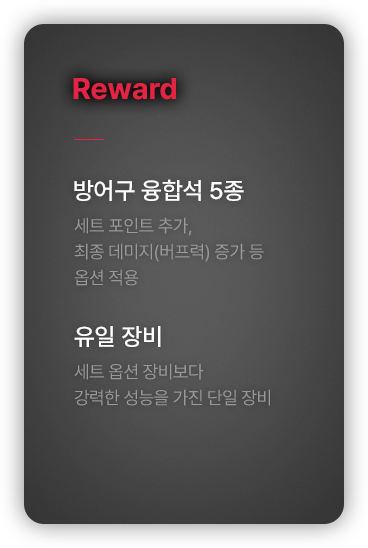 Reward
방어구 융합석 5종
세트 포인트 추가,
최종 데미지(버프력) 증가 등
옵션 적용
유일 장비
세트 옵션 장비보다
강력한 성능을 가진 단일 장비